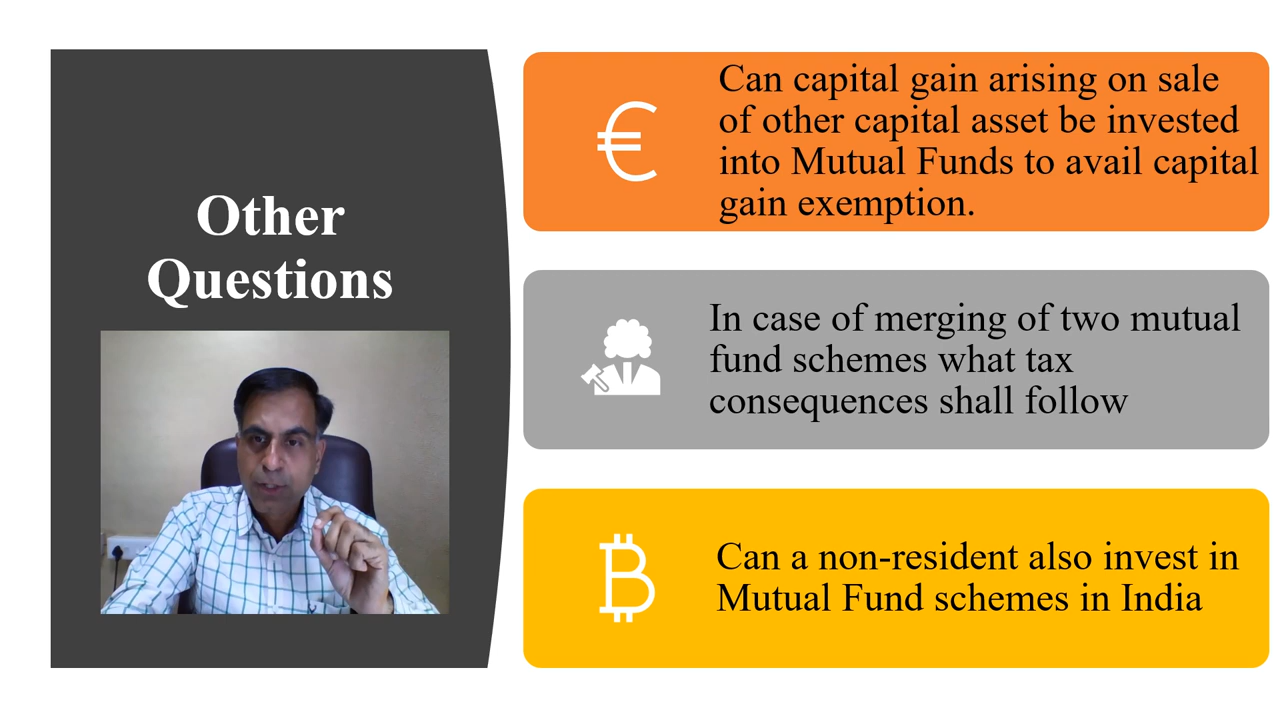 Other
Questions
Can capital gain arising on sale
of other capital asset be invested
into Mutual Funds to avail capital
gain exemption.
In case of merging of two mutual
fund schemes what tax
consequences shall follow
Can a non-resident also invest in
Mutual Fund schemes in India